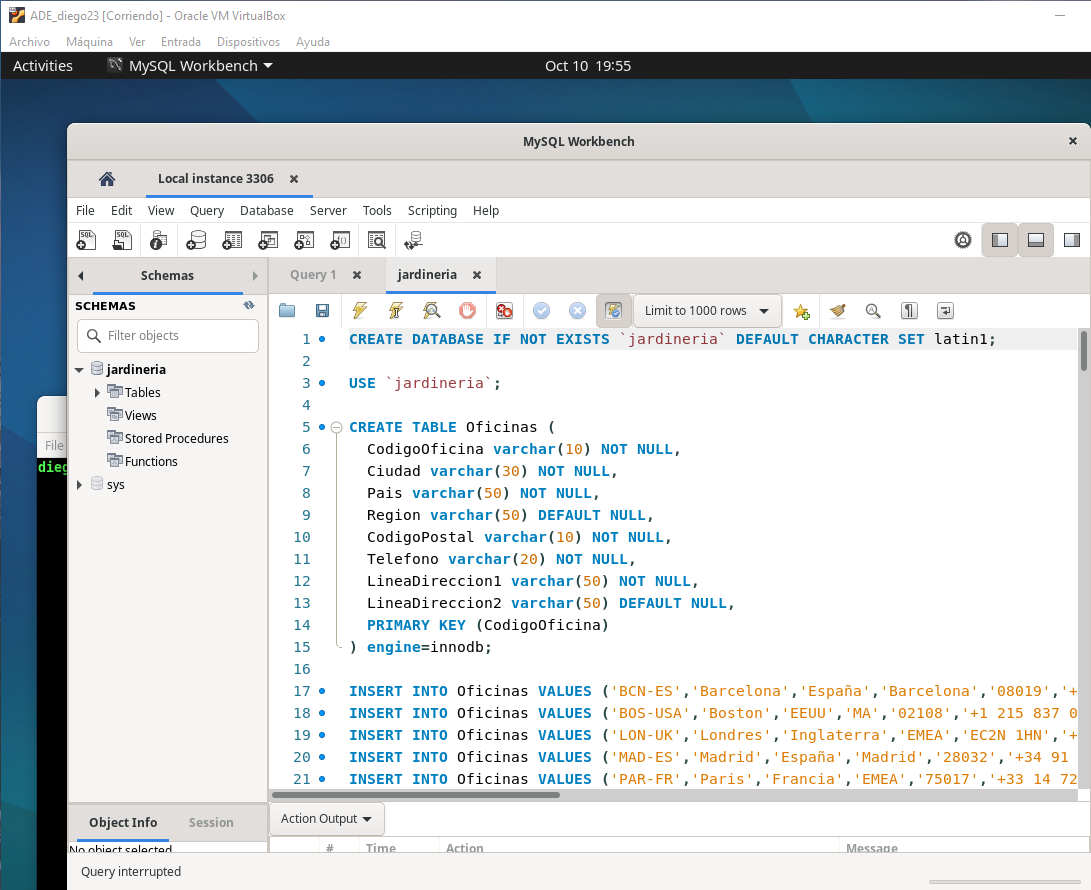 ADE_diego23 [Corriendo] - Oracle VM VirtualBox
Archivo Máquina Ver Entrada Dispositivos Ayuda
Activities MySQL Workbench Oct 10 19:55
MySQL Workbench
Local instance 3306
File Edit View Query Database Server Tools Scripting Help
Schemas
Query 1 jardineria
SCHEMAS
Filter objects
jardineria
Tables
Views
Stored Procedures
Functions
sys
File
dieg
Limit to 1000 rows
1 CREATE DATABASE IF NOT EXISTS `jardineria` DEFAULT CHARACTER SET latin1;
2
3 USE `jardineria`;
4
5 CREATE TABLE Oficinas (
6 CodigoOficina varchar(10) NOT NULL,
7 Ciudad varchar(30) NOT NULL,
8 Pais varchar(50) NOT NULL,
9 Region varchar(50) DEFAULT NULL,
10 CodigoPostal varchar(10) NOT NULL,
11 Telefono varchar(20) NOT NULL,
12 LineaDireccion1 varchar(50) NOT NULL,
13 LineaDireccion2 varchar(50) DEFAULT NULL,
14 PRIMARY KEY (CodigoOficina)
15 ) engine=innodb;
16
17 INSERT INTO Oficinas VALUES ('BCN-ES','Barcelona','España','Barcelona','08019','+
18 INSERT INTO Oficinas VALUES ('BOS-USA','Boston','EEUU','MA','02108','+1 215 837 0
19 INSERT INTO Oficinas VALUES ('LON-UK','Londres','Inglaterra','EMEA','EC2N 1HN','+
20 INSERT INTO Oficinas VALUES ('MAD-ES','Madrid','España','Madrid','28032','+34 91
21 INSERT INTO Oficinas VALUES ('PAR-FR','Paris','Francia','EMEA','75017','+33 14 72
Object Info Session
No object selected
Action Output
# Time Action Message
Query interrupted